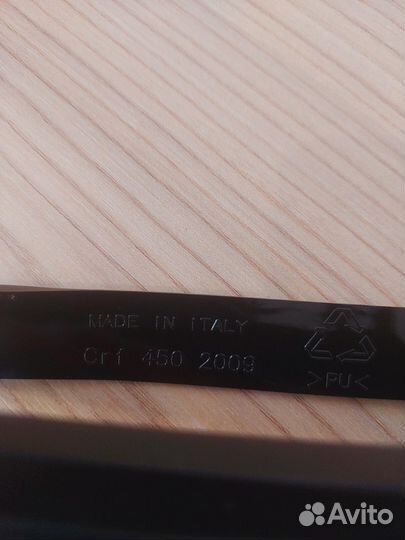 MADE IN ITALY
Crf 450 2009
>PU<
Avito